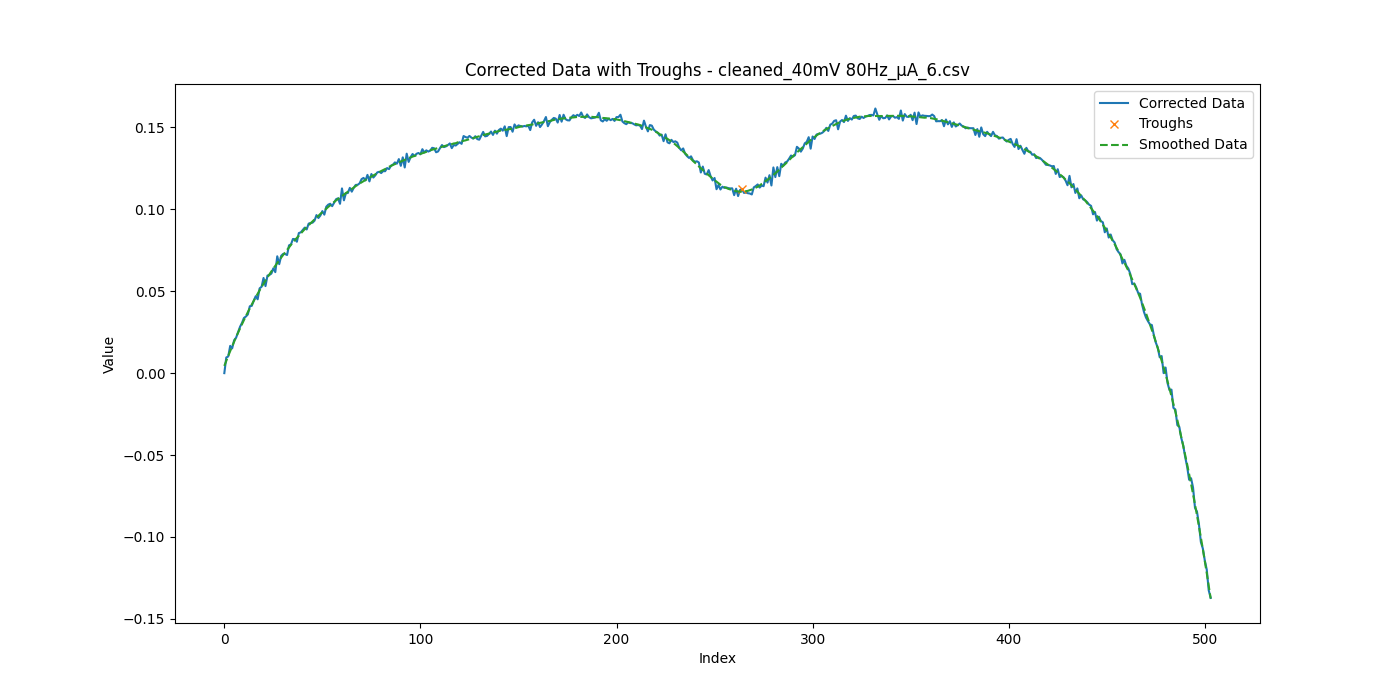 Corrected Data with Troughs - cleaned_40mV 80Hz_μA_6.csv
Corrected Data
Troughs
Smoothed Data
Value
0.15
0.10
0.05
0.00
−0.05
−0.10
−0.15
0
100
200
300
400
500
Index